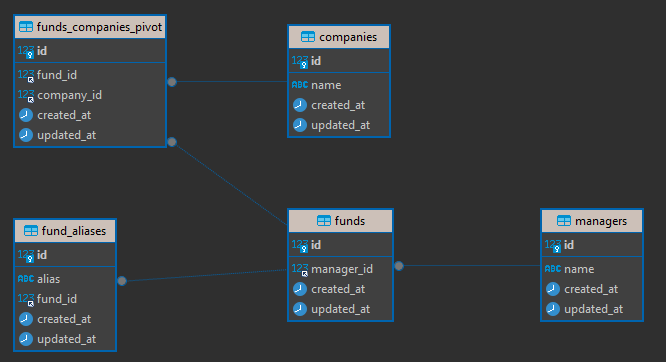 funds_companies_pivot
123 id
123 fund_id
123 company_id
created_at
updated_at
companies
123 id
ABC name
created_at
updated_at
fund_aliases
123 id
ABC alias
123 fund_id
created_at
updated_at
funds
123 id
123 manager_id
created_at
updated_at
managers
123 id
ABC name
created_at
updated_at